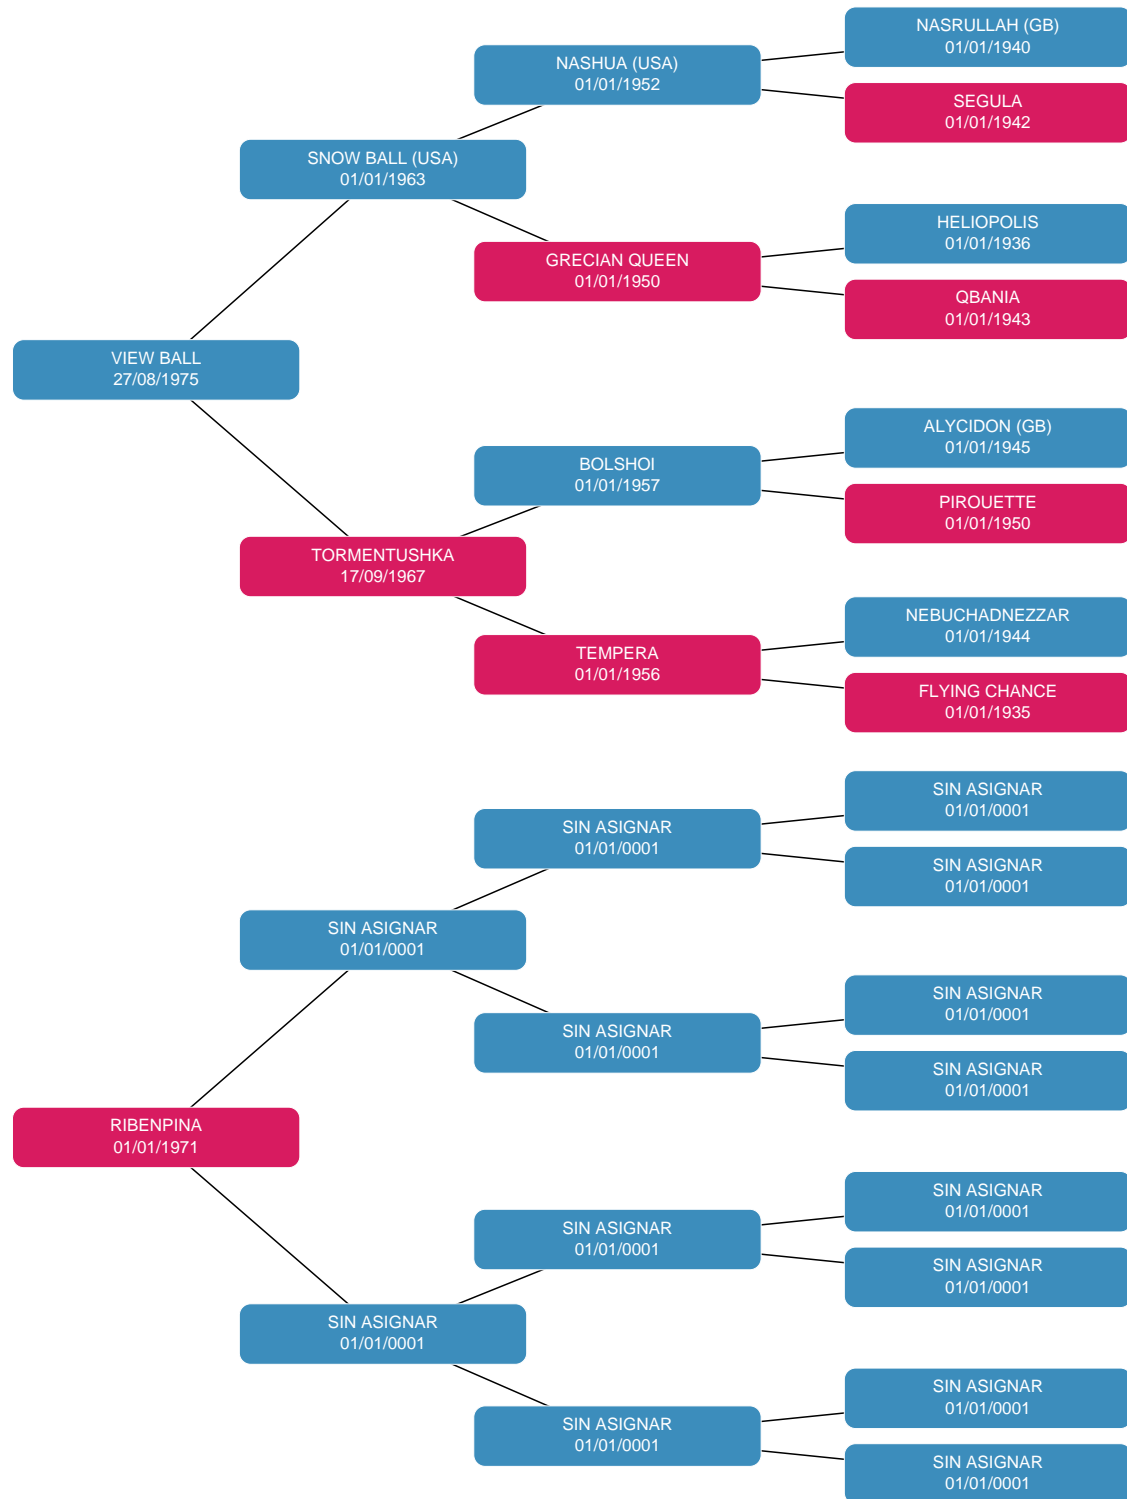 NASRULLAH (GB)
01/01/1940
NASHUA (USA)
01/01/1952
SEGULA
01/01/1942
SNOW BALL (USA)
01/01/1963
HELIOPOLIS
01/01/1936
GRECIAN QUEEN
01/01/1950
QBANIA
01/01/1943
VIEW BALL
27/08/1975
ALYCIDON (GB)
01/01/1945
BOLSHOI
01/01/1957
PIROUETTE
01/01/1950
TORMENTUSHKA
17/09/1967
NEBUCHADNEZZAR
01/01/1944
TEMPERA
01/01/1956
FLYING CHANCE
01/01/1935
SIN ASIGNAR
01/01/0001
SIN ASIGNAR
01/01/0001
SIN ASIGNAR
01/01/0001
SIN ASIGNAR
01/01/0001
SIN ASIGNAR
01/01/0001
SIN ASIGNAR
01/01/0001
SIN ASIGNAR
01/01/0001
RIBENPINA
01/01/1971
SIN ASIGNAR
01/01/0001
SIN ASIGNAR
01/01/0001
SIN ASIGNAR
01/01/0001
SIN ASIGNAR
01/01/0001
SIN ASIGNAR
01/01/0001
SIN ASIGNAR
01/01/0001
SIN ASIGNAR
01/01/0001